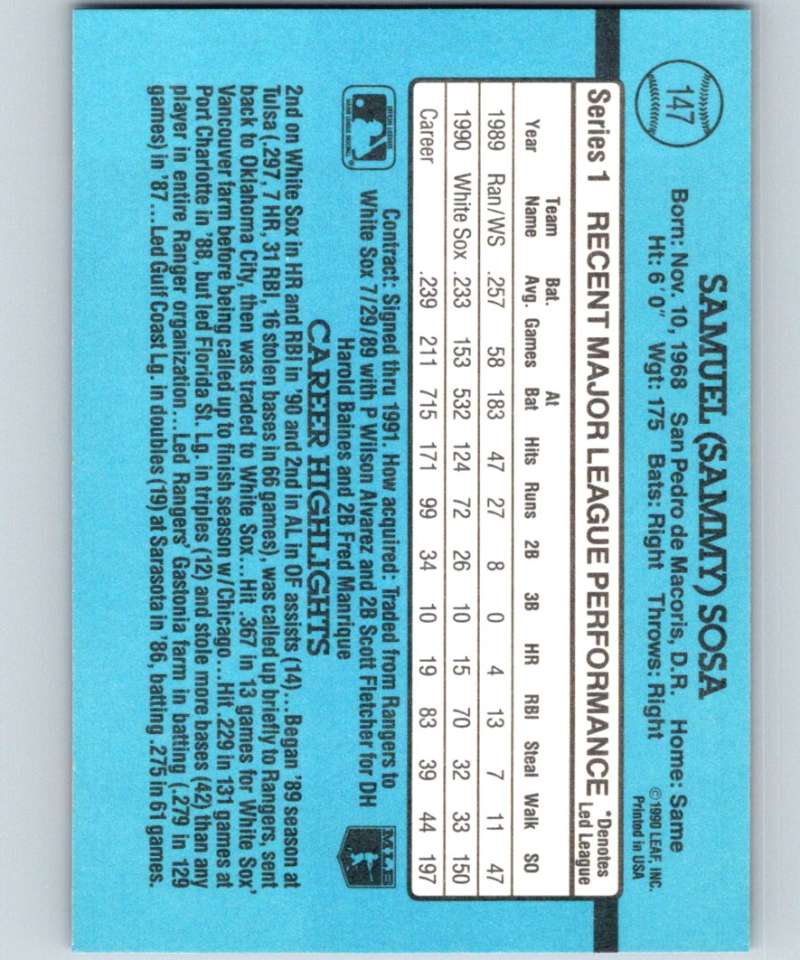 147
SAMUEL (SAMMY) SOSA
Born: Nov. 10, 1968 San Pedro de Macoris, D.R. Home: Same
Ht: 6'0" Wgt: 175 Bats: Right Throws: Right
©1990 LEAF, INC.
Printed in USA
Series 1 RECENT MAJOR LEAGUE PERFORMANCE *Denotes Led League
Year Team Name Bat. Avg. Games At Bat Hits Runs 2B 3B HR RBI Steal Walk SO
1989 Ran/WS .257 58 183 47 27 8 0 4 13 7 11 47
1990 White Sox .233 153 532 124 72 26 10 15 70 32 33 150
Career .239 211 715 171 99 34 10 19 83 39 44 197
Contract: Signed thru 1991. How acquired: Traded from Rangers to
White Sox 7/29/89 with P Wilson Alvarez and 2B Scott Fletcher for DH
Harold Baines and 2B Fred Manrique
MLB
CAREER HIGHLIGHTS
2nd on White Sox in HR and RBI in '90 and 2nd in AL in OF assists (14)...Began '89 season at
Tulsa (.297, 7 HR, 31 RBI, 16 stolen bases in 66 games), was called up briefly to Rangers, sent
back to Oklahoma City, then was traded to White Sox...Hit .367 in 13 games for White Sox'
Vancouver farm before being called up to finish season w/Chicago...Hit .229 in 131 games at
Port Charlotte in '88, but led Florida St. Lg. in triples (12) and stole more bases (42) than any
player in entire Ranger organization...Led Rangers' Gastonia farm in batting (.279 in 129
games) in '87...Led Gulf Coast Lg. in doubles (19) at Sarasota in '86, batting .275 in 61 games.